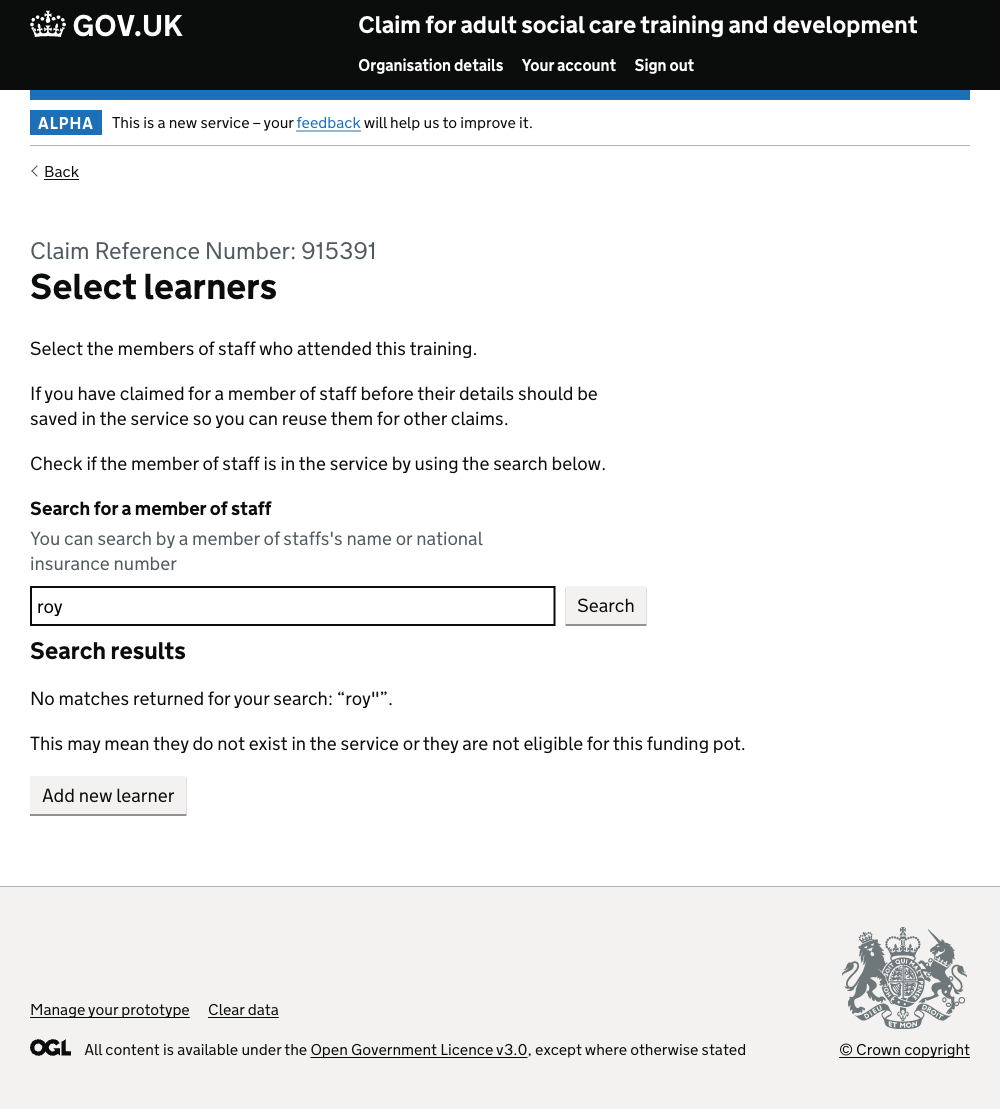 GOV.UK
Claim for adult social care training and development
Organisation details Your account Sign out
ALPHA This is a new service – your feedback will help us to improve it.
Back
Claim Reference Number: 915391
Select learners
Select the members of staff who attended this training.
If you have claimed for a member of staff before their details should be
saved in the service so you can reuse them for other claims.
Check if the member of staff is in the service by using the search below.
Search for a member of staff
You can search by a member of staffs's name or national
insurance number
roy
Search
Search results
No matches returned for your search: “roy"”.
This may mean they do not exist in the service or they are not eligible for this funding pot.
Add new learner
Manage your prototype Clear data
OGL All content is available under the Open Government Licence v3.0, except where otherwise stated
DIEU ET MON DROIT
© Crown copyright